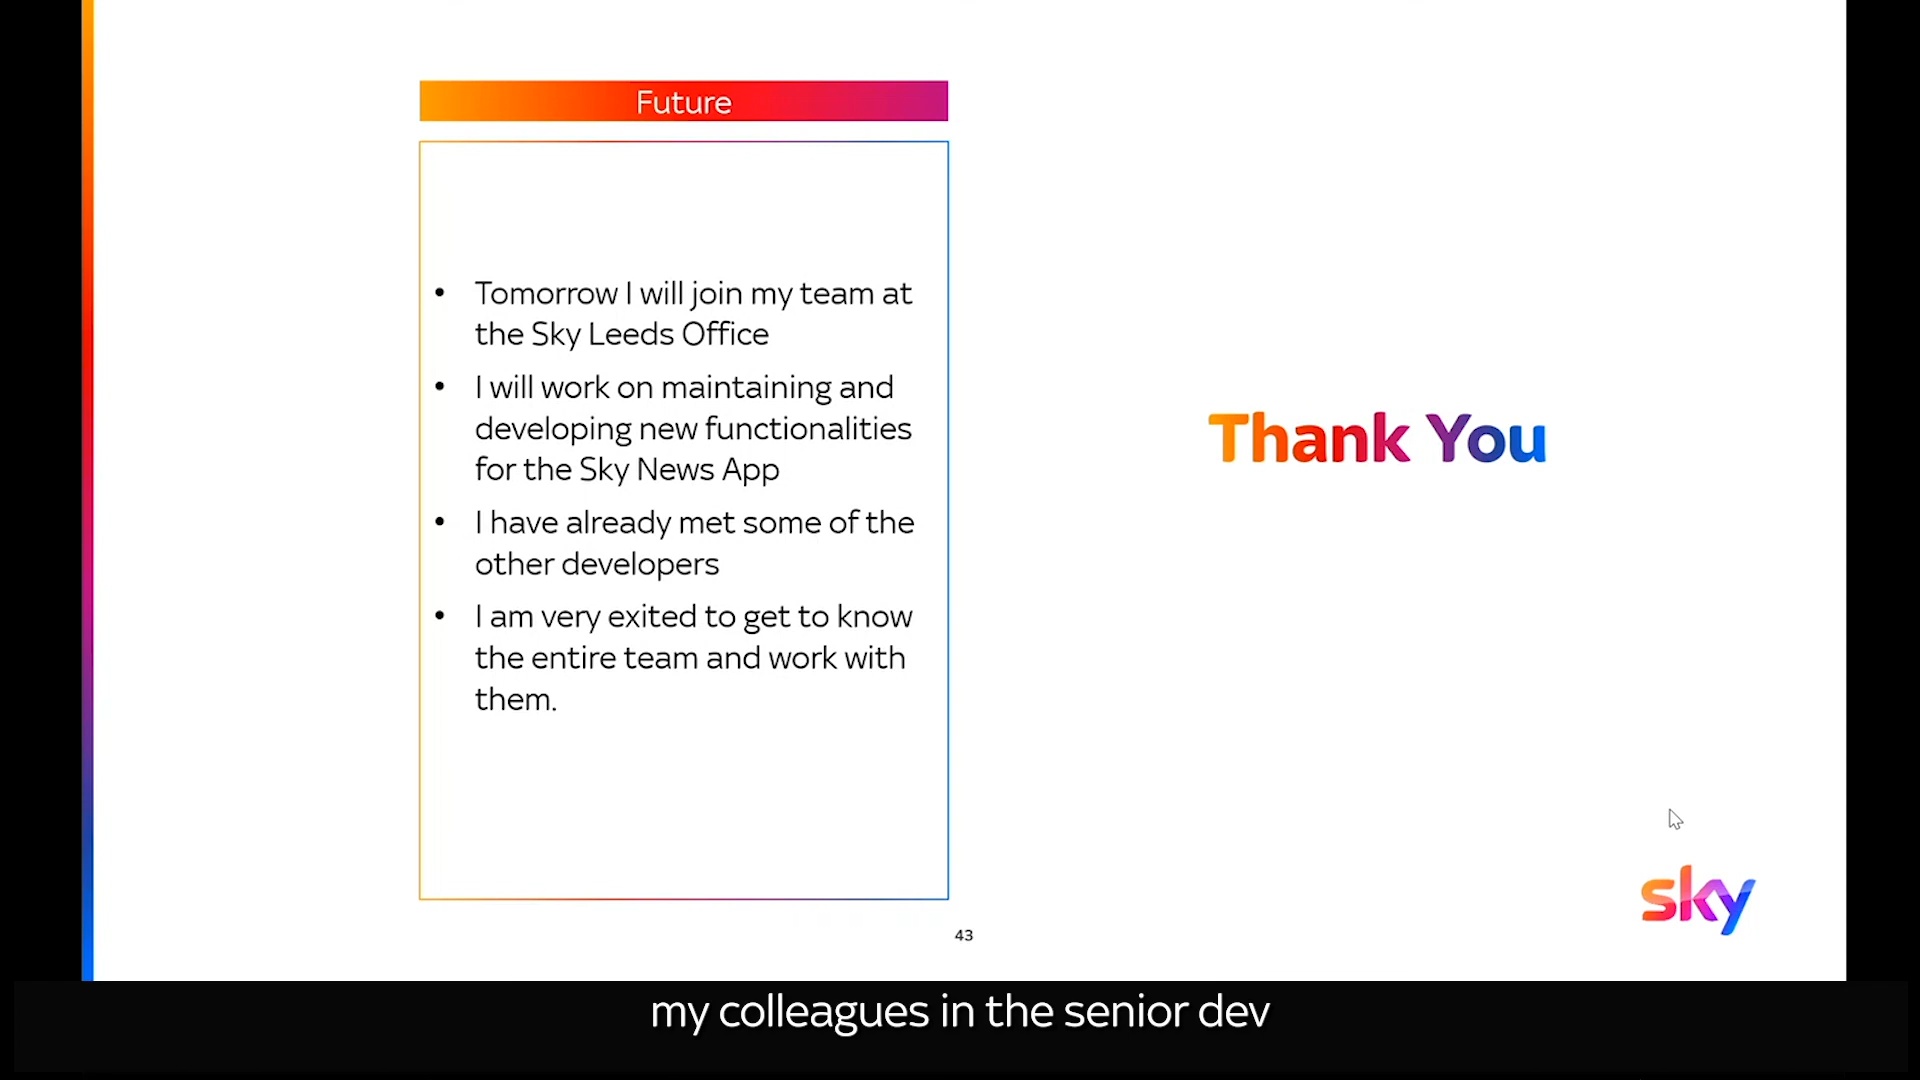 Future
• Tomorrow I will join my team at
the Sky Leeds Office
• I will work on maintaining and
developing new functionalities
for the Sky News App
• I have already met some of the
other developers
• I am very exited to get to know
the entire team and work with
them.
Thank You
sky
43
my colleagues in the senior dev